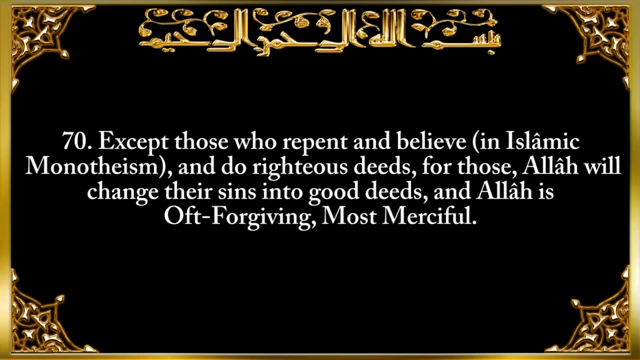 بسم الله الرحمن الرحيم
70. Except those who repent and believe (in Islâmic
Monotheism), and do righteous deeds, for those, Allâh will
change their sins into good deeds, and Allâh is
Oft-Forgiving, Most Merciful.